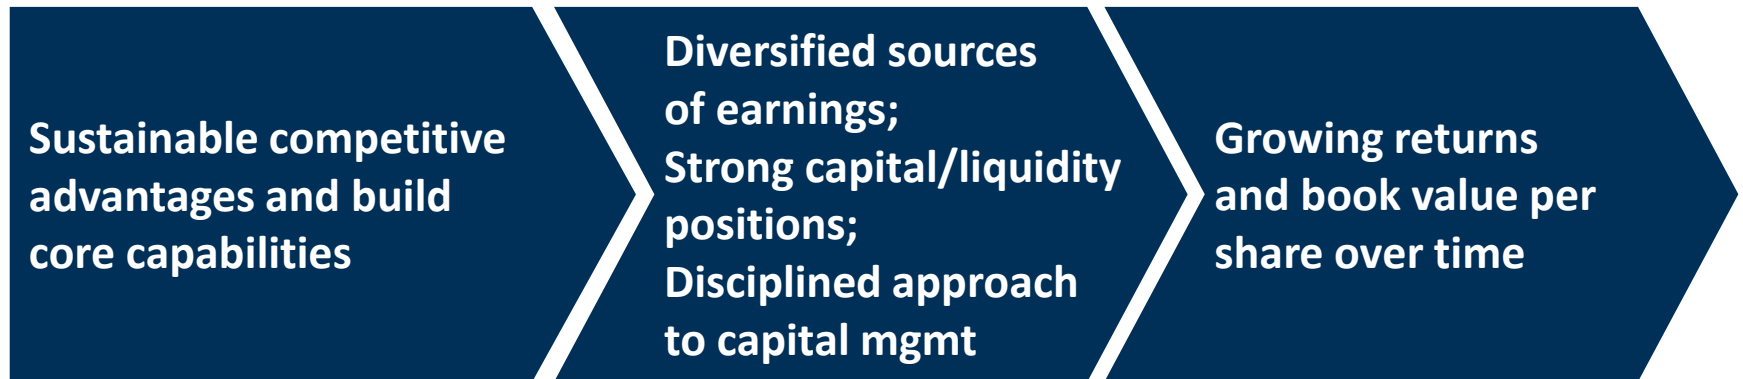 Sustainable competitive
advantages and build
core capabilities
Diversified sources
of earnings;
Strong capital/liquidity
positions;
Disciplined approach
to capital mgmt
Growing returns
and book value per
share over time